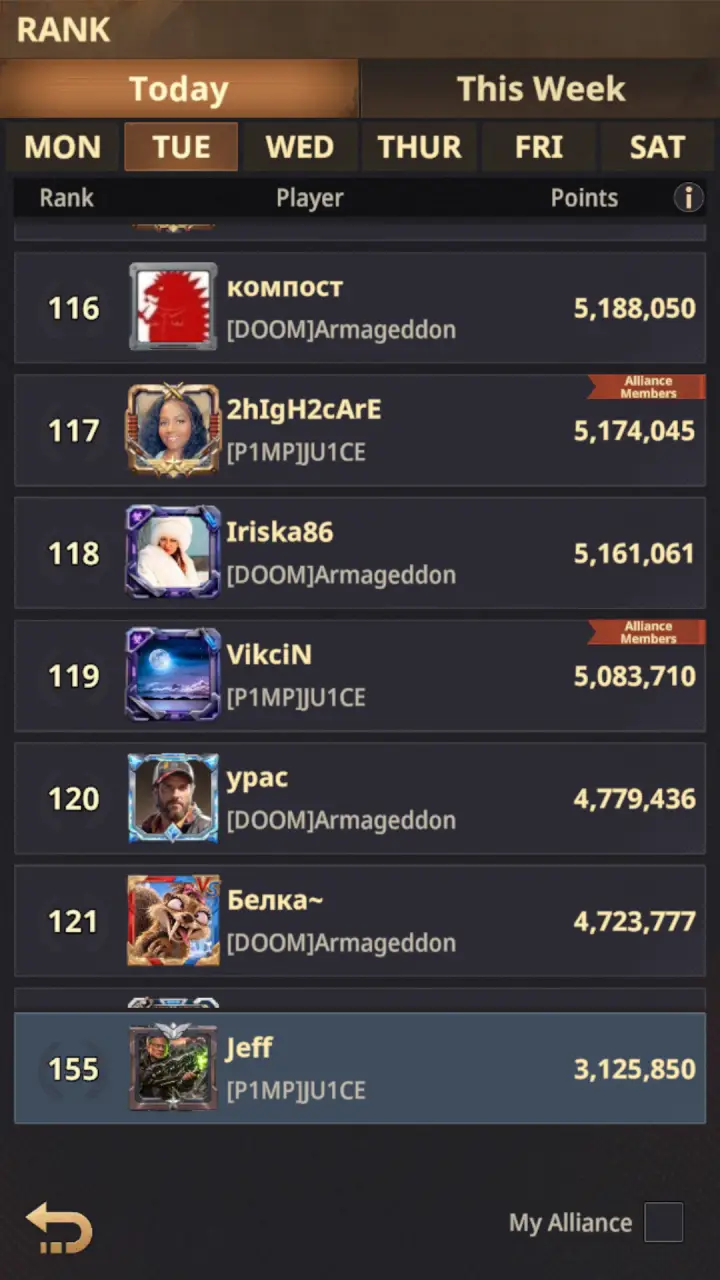 RANK
Today
This Week
MON
TUE
WED
THUR
FRI
SAT
Rank
Player
Points
i
116
компост
[DOOM]Armageddon
5,188,050
Alliance
Members
117
2hIgH2cArE
[P1MP]JU1CE
5,174,045
118
Iriska86
[DOOM]Armageddon
5,161,061
Alliance
Members
119
VikciN
[P1MP]JU1CE
5,083,710
120
урас
[DOOM]Armageddon
4,779,436
VS
121
Белка~
[DOOM]Armageddon
4,723,777
155
Jeff
[P1MP]JU1CE
3,125,850
My Alliance